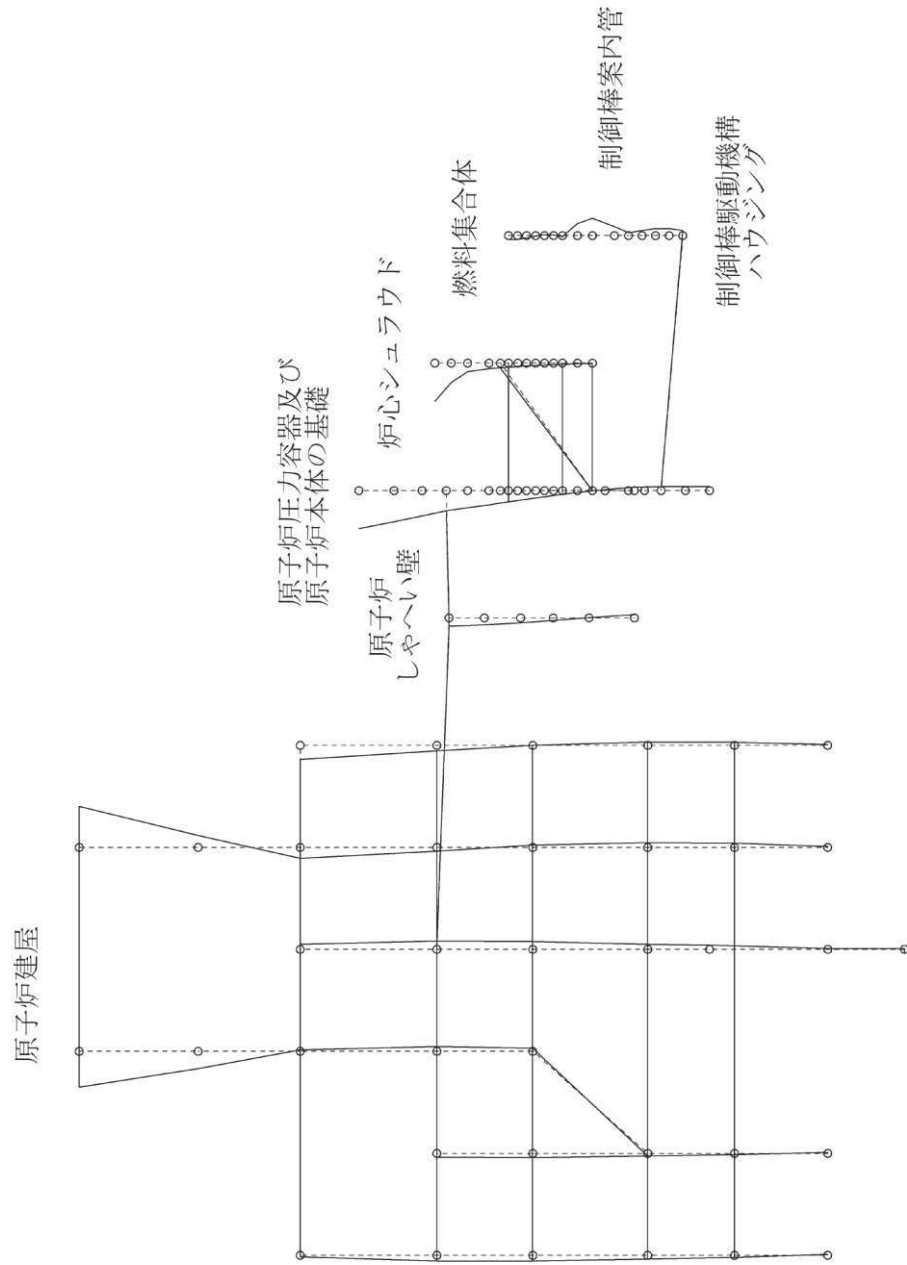 原子炉建屋
原子炉
しゃへい壁
原子炉圧力容器及び
原子炉本体の基礎
炉心シュラウド
燃料集合体
制御棒案内管
制御棒駆動機構
ハウジング